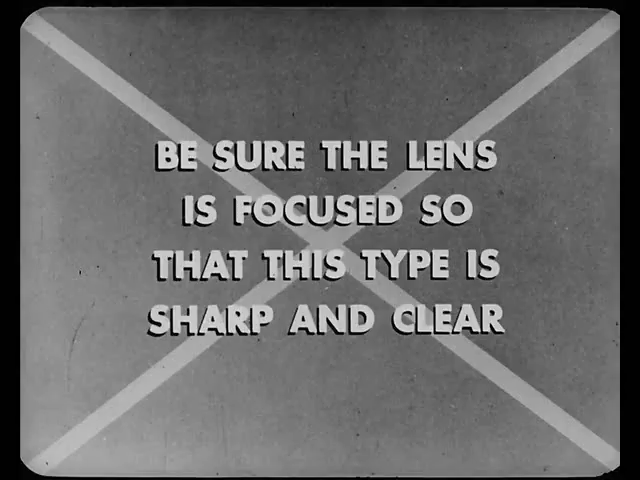 BE SURE THE LENS
IS FOCUSED SO
THAT THIS TYPE IS
SHARP AND CLEAR